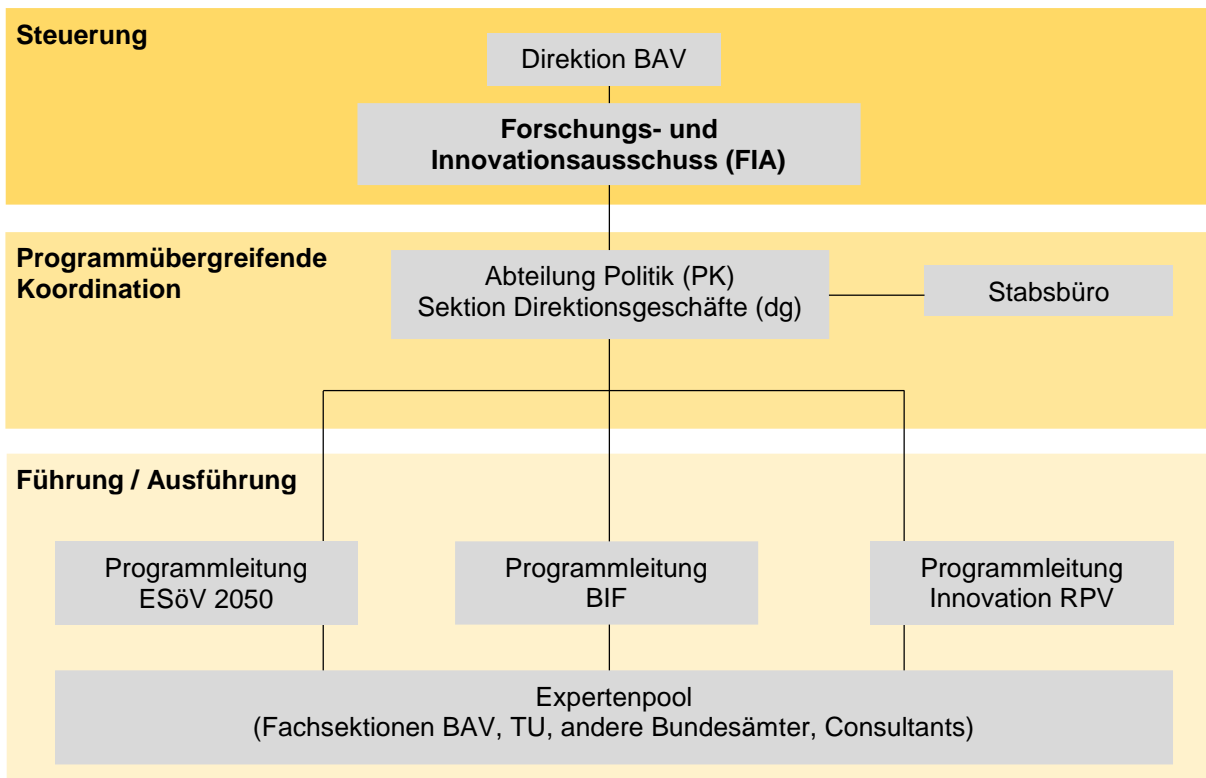 Steuerung
Direktion BAV
Forschungs- und
Innovationsausschuss (FIA)
Programmübergreifende
Koordination
Abteilung Politik (PK)
Sektion Direktionsgeschäfte (dg)
Stabsbüro
Führung / Ausführung
Programmleitung
ESöV 2050
Programmleitung
BIF
Programmleitung
Innovation RPV
Expertenpool
(Fachsektionen BAV, TU, andere Bundesämter, Consultants)